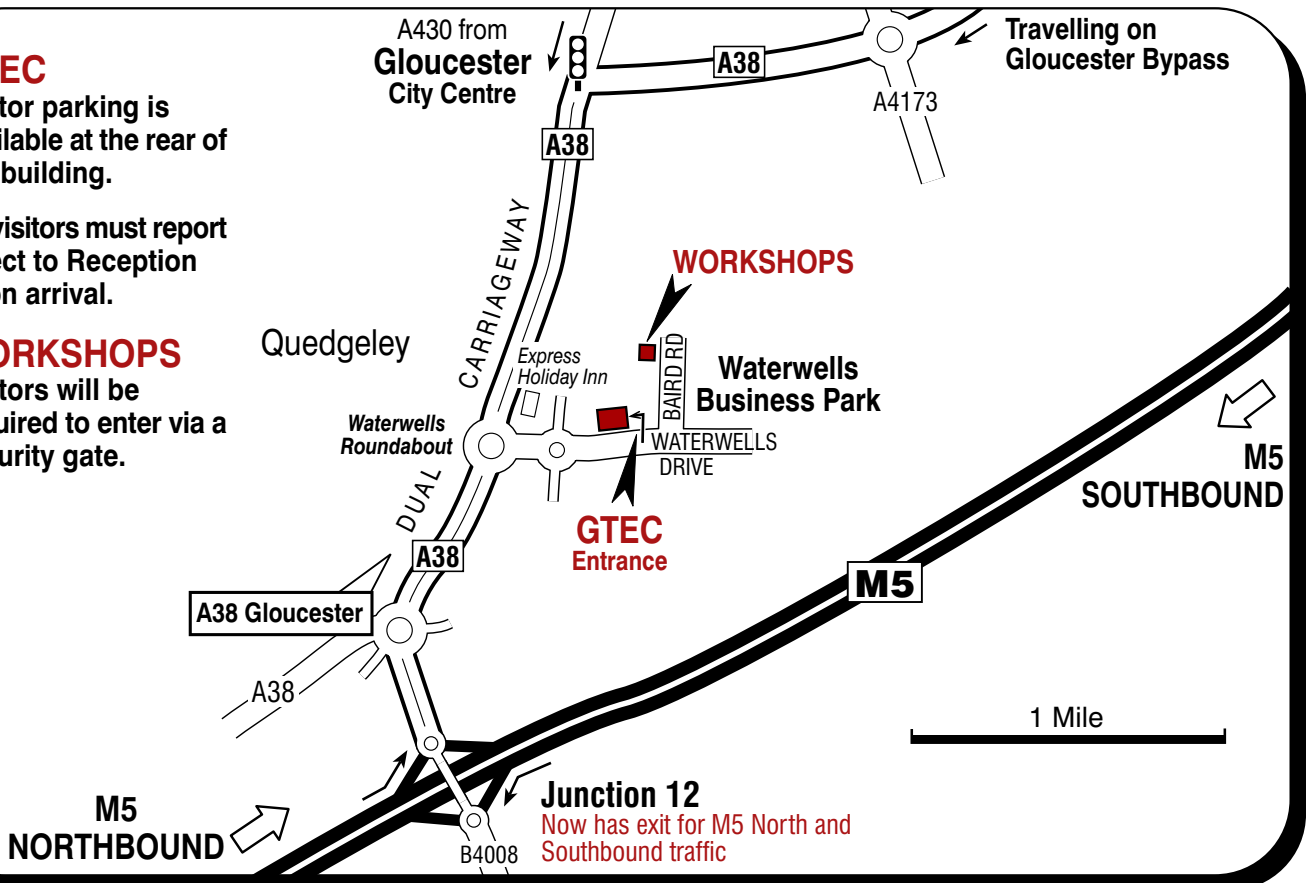 EC
tor parking is
ilable at the rear of
building.
visitors must report
ect to Reception
on arrival.
ORKSHOPS
tors will be
uired to enter via a
urity gate.
A430 from
Gloucester
City Centre
A38
Travelling on
Gloucester Bypass
A4173
A38
DUAL CARRIAGEWAY
WORKSHOPS
Quedgeley
Express
Holiday Inn
BAIRD RD
Waterwells
Business Park
Waterwells
Roundabout
WATERWELLS
DRIVE
GTEC
Entrance
M5
SOUTHBOUND
A38
M5
A38 Gloucester
A38
1 Mile
M5
NORTHBOUND
Junction 12
Now has exit for M5 North and
Southbound traffic
B4008